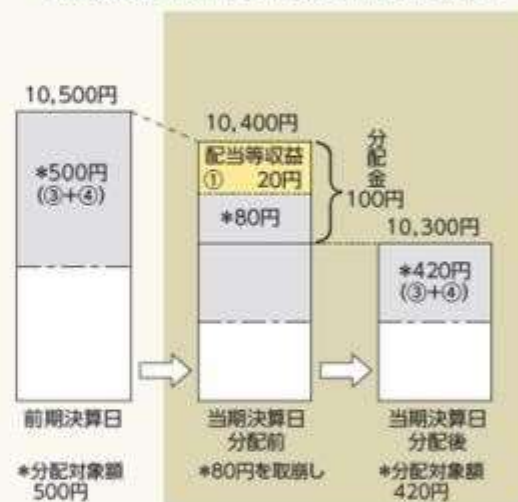 10,500円
*500円
(③+④)
前期決算日
*分配対象額
500円
10,400円
配当等収益
① 20円
*80円
分配金
100円
当期決算日
分配前
*80円を取崩し
10,300円
*420円
(③+④)
当期決算日
分配後
*分配対象額
420円